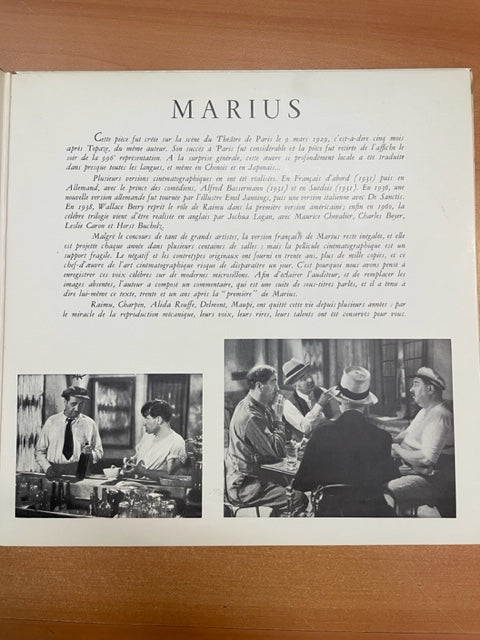 MARIUS
Cette pièce fut créée sur la scène du Théâtre de Paris le 9 mars 1929, c'est-à-dire cinq mois
après Topaze, du même auteur. Son succès à Paris fut considérable et la pièce fut retirée de l'affiche le
soir de la 996e représentation. A la surprise générale, cette œuvre si profondément locale a été traduite
dans presque toutes les langues, et même en Chinois et en Japonais...
Plusieurs versions cinématographiques en ont été réalisées. En Français d'abord (1931) puis en
Allemand, avec le prince des comédiens, Alfred Bassermann (1931) et en Suédois (1931). En 1936, une
nouvelle version allemande fut tournée par l'illustre Emil Jannings, puis une version italienne avec De Sanctis.
En 1938, Wallace Beery reprit le rôle de Raimu dans la première version américaine; enfin en 1960, la
célèbre trilogie vient d'être réalisée en anglais par Joshua Logan, avec Maurice Chevalier, Charles Boyer,
Leslie Caron et Horst Bucholz.
Malgré le concours de tant de grands artistes, la version française de Marius reste inégalée, et elle
est projetée chaque année dans plusieurs centaines de salles : mais la pellicule cinématographique est un
support fragile. Le négatif et les contretypes originaux ont fourni en trente ans, plus de mille copies, et ce
chef-d'œuvre de l'art cinématographique risque de disparaître un jour. C'est pourquoi nous avons pensé à
enregistrer ces voix célèbres sur de modernes microsillons. Afin d'éclairer l'auditeur, et de remplacer les
images absentes, l'auteur a composé un commentaire, qui est une suite de sous-titres parlés, et il a tenu à
dire lui-même ce texte, trente et un ans après la "première" de Marius.
Raimu, Charpin, Alida Rouffe, Delmont, Maupi, ont quitté cette vie depuis plusieurs années : par
le miracle de la reproduction mécanique, leurs voix, leurs rires, leurs talents ont été conservés pour vous.